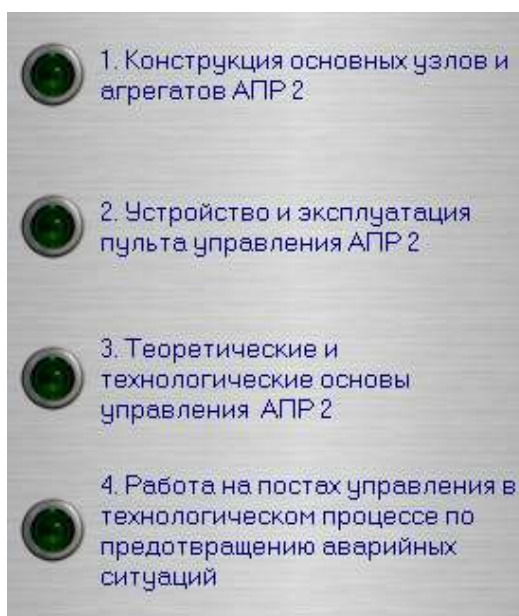 1. Конструкция основных узлов и
агрегатов АПР 2
2. Устройство и эксплуатация
пульта управления АПР 2
3. Теоретические и
технологические основы
управления АПР 2
4. Работа на постах управления в
технологическом процессе по
предотвращению аварийных
ситуаций